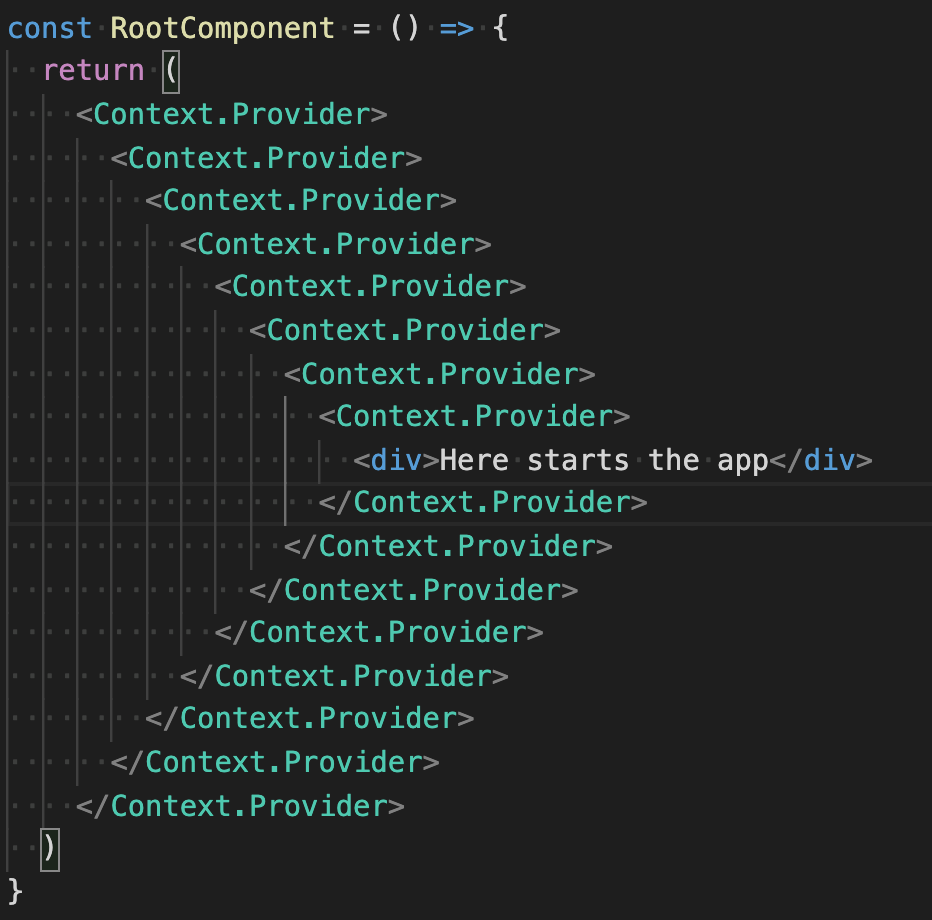 const RootComponent = () => {
  return (
    <Context.Provider>
      <Context.Provider>
        <Context.Provider>
          <Context.Provider>
            <Context.Provider>
              <Context.Provider>
                <Context.Provider>
                  <Context.Provider>
                    <div>Here starts the app</div>
                  </Context.Provider>
                </Context.Provider>
              </Context.Provider>
            </Context.Provider>
          </Context.Provider>
        </Context.Provider>
      </Context.Provider>
    </Context.Provider>
  )
}